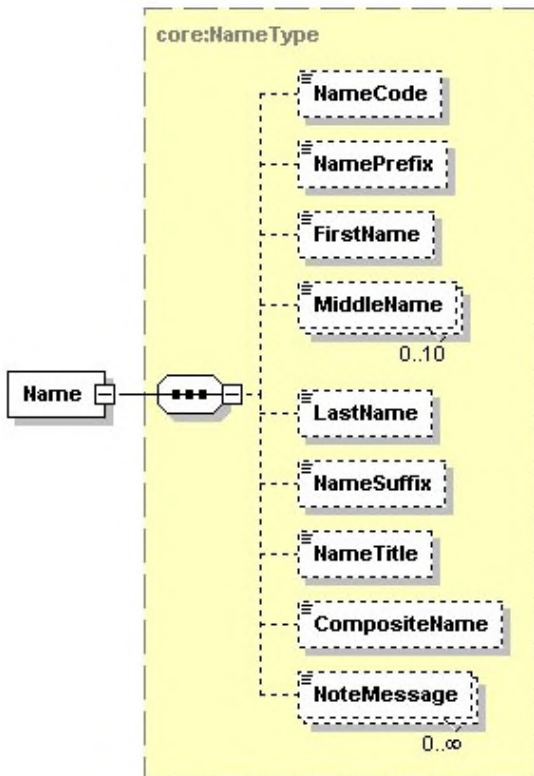 core:NameType
NameCode
NamePrefix
FirstName
MiddleName
0..10
Name
LastName
NameSuffix
NameTitle
CompositeName
NoteMessage
0..∞